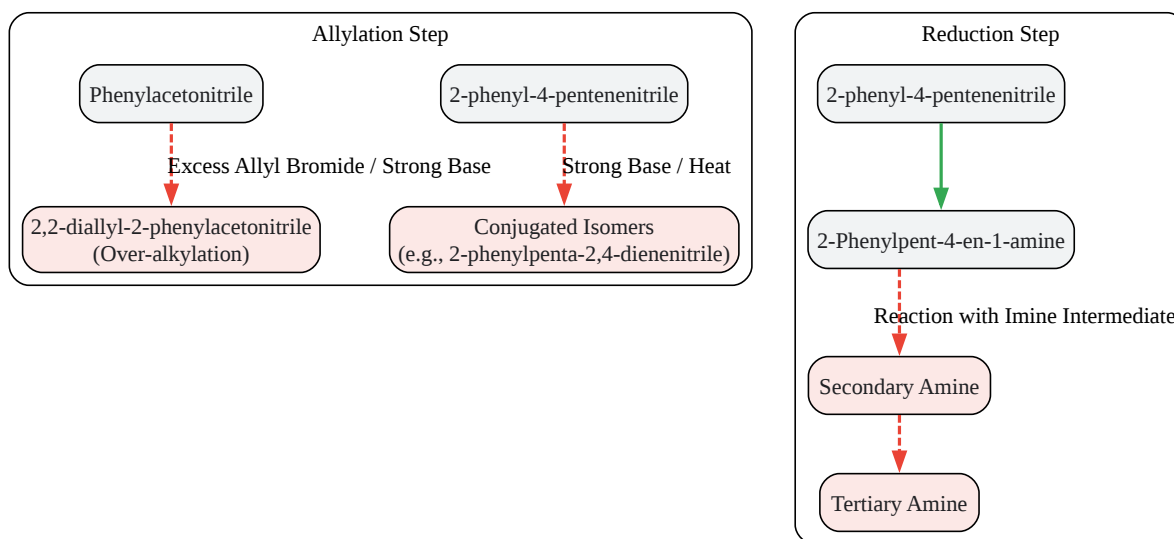 Allylation Step
Phenylacetonitrile
2-phenyl-4-pentenenitrile
Excess Allyl Bromide / Strong Base
Strong Base / Heat
2,2-diallyl-2-phenylacetonitrile
(Over-alkylation)
Conjugated Isomers
(e.g., 2-phenylpenta-2,4-dienenitrile)
Reduction Step
2-phenyl-4-pentenenitrile
2-Phenylpent-4-en-1-amine
Reaction with Imine Intermediate
Secondary Amine
Tertiary Amine